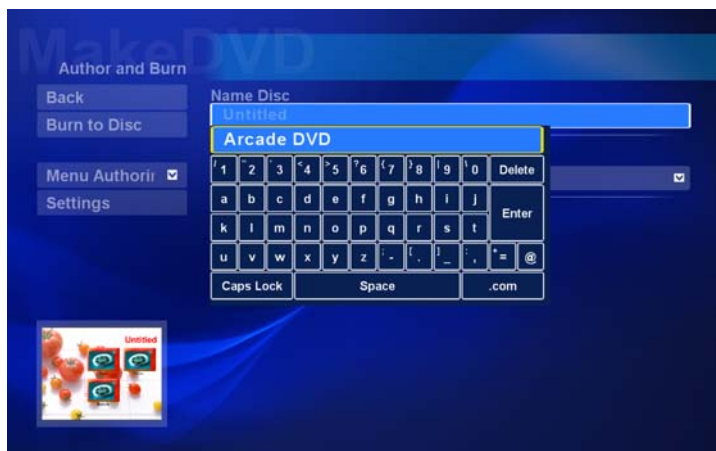 MakeDVD
Author and Burn
Back
Burn to Disc
Menu Authorir
Settings
Name Disc
Untitled
Arcade DVD
1 2 3 < 4 > 5 ? 6 { 7 } 8 | 9 \ 0 Delete
a b c d e f g h i j
k l m n o p q r s t
Enter
u v w x y z - [ . ] _ , = @
Caps Lock Space .com
Untitled